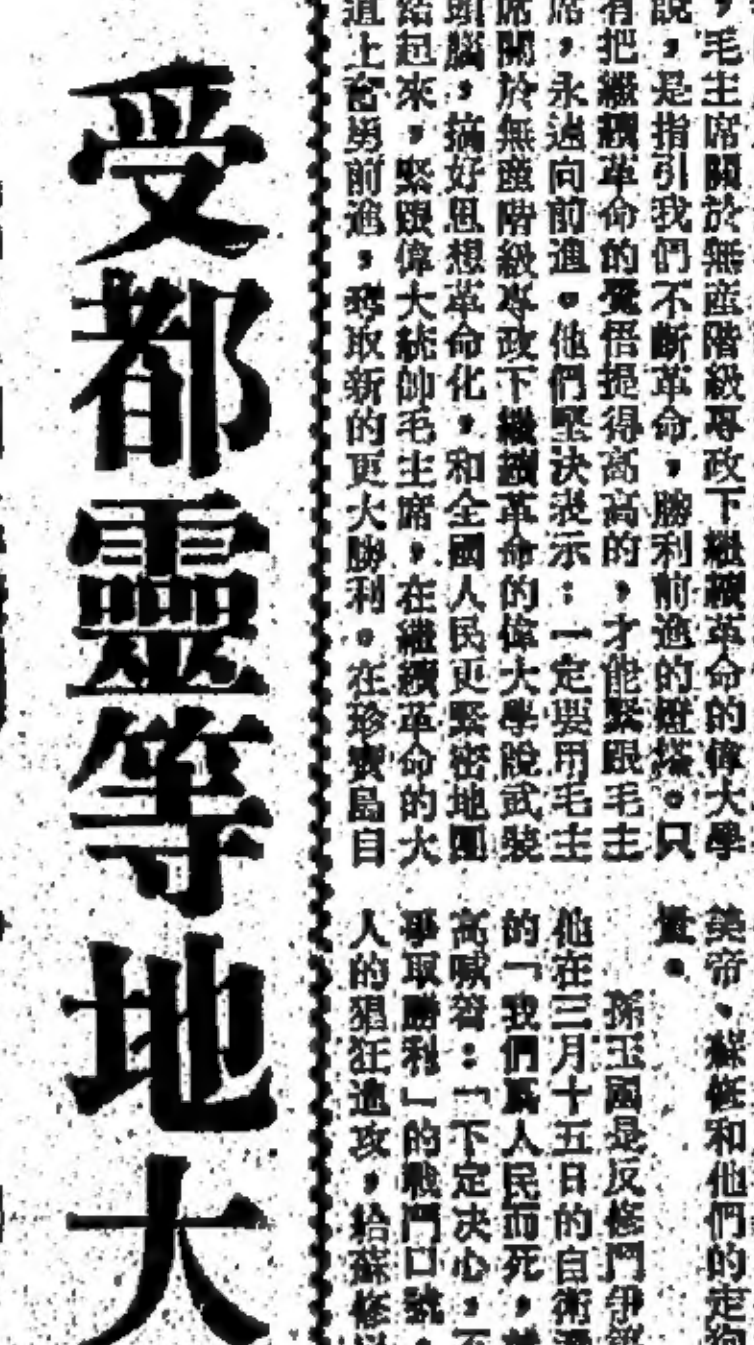 ，毛主席關於無產階級專政下繼續革命的偉大學
說，是指引我們不斷革命，勝利前進的燈塔。只
有把繼續革命的覺悟提得高高的，才能緊跟毛主
席，永遠向前進。他們堅決表示：一定要用毛主
席關於無產階級專政下繼續革命的偉大學說武裝
頭腦，搞好思想革命化，和全國人民更緊密地團
結起來，緊跟偉大統帥毛主席，在繼續革命的大
道上奮勇前進，奪取新的更大勝利。在珍寶島自
美帝、蘇修和他們的走狗
置。
孫玉國是反修鬥爭
他在三月十五日的自衛
的「我們爲人民而死，
高喊着：「下定決心，不
爭取勝利」的戰鬥口號，
人的猖狂進攻，給蘇修
受都靈等地大